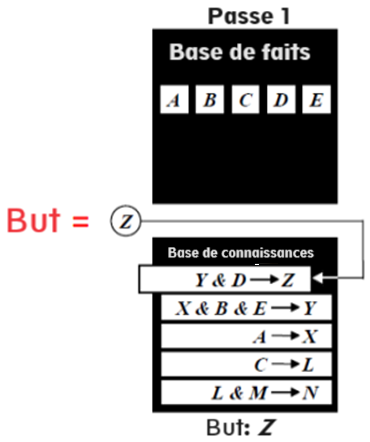 Passe 1
Base de faits
A B C D E
But = Z
Base de connaissances
Y & D → Z
X & B & E → Y
A → X
C → L
L & M → N
But: Z